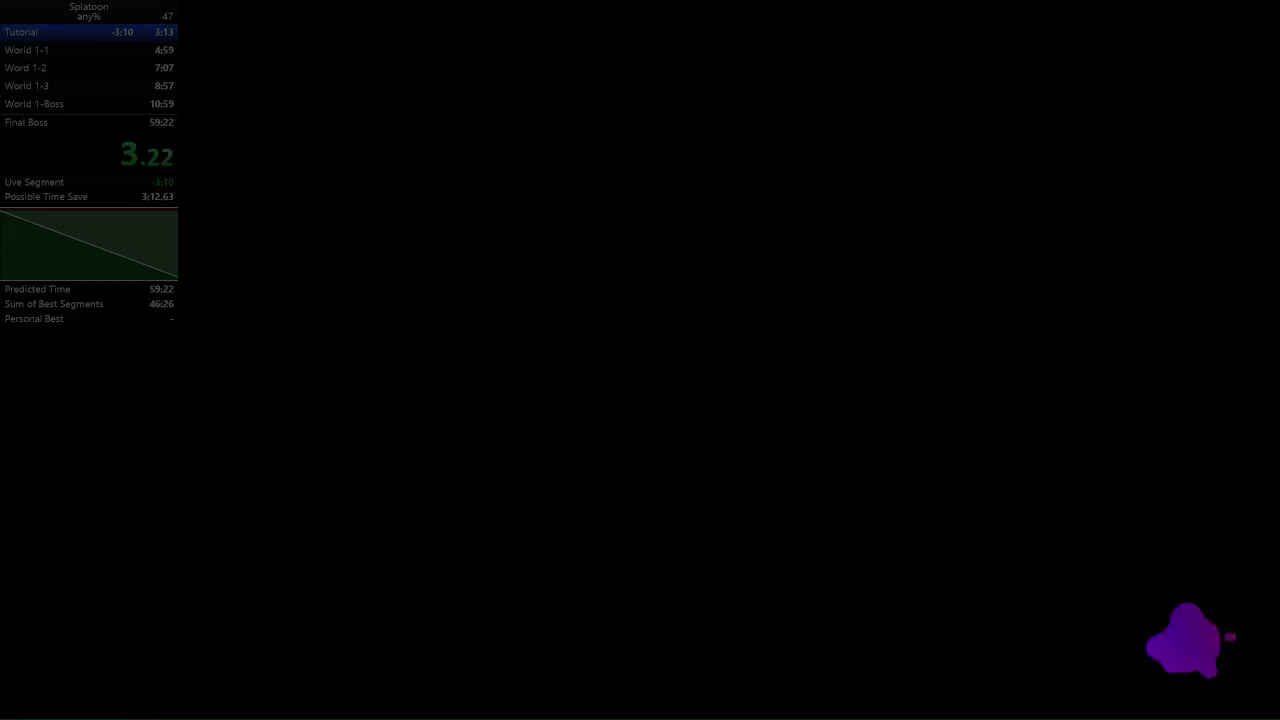 Splatoon
any% 47
Tutorial -3:10 3:13
World 1-1 4:59
Word 1-2 7:07
World 1-3 8:57
World 1-Boss 10:59
Final Boss 59:22
3.22
Live Segment -3:10
Possible Time Save 3:12.63
Predicted Time 59:22
Sum of Best Segments 46:26
Personal Best -